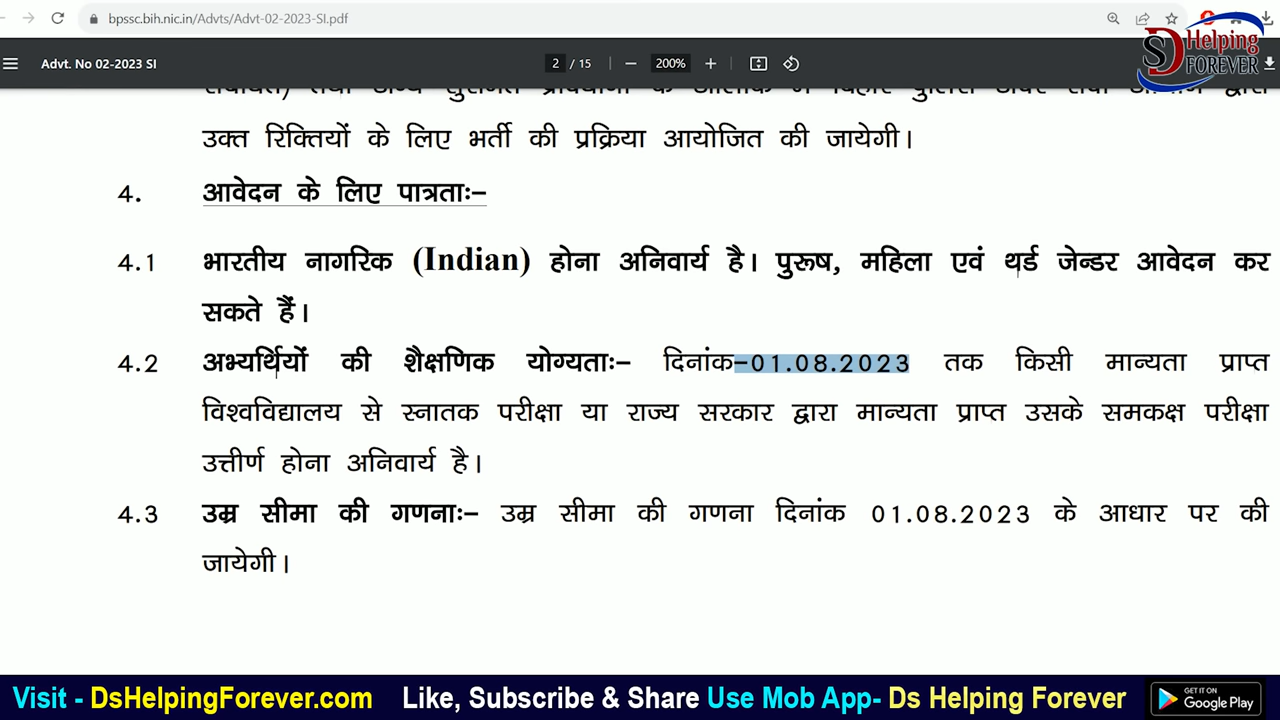 bpssc.bih.nic.in/Advts/Advt-02-2023-SI.pdf
SD Helping FOREVER
Advt. No 02-2023 SI
2 / 15
200%
के
में
उक्त रिक्तियों के लिए भर्ती की प्रक्रिया आयोजित की जायेगी।
4. आवेदन के लिए पात्रताः–
4.1 भारतीय नागरिक (Indian) होना अनिवार्य है। पुरूष, महिला एवं थर्ड जेन्डर आवेदन कर
सकते हैं।
4.2 अभ्यर्थियों की शैक्षणिक योग्यताः– दिनांक–01.08.2023 तक किसी मान्यता प्राप्त
विश्वविद्यालय से स्नातक परीक्षा या राज्य सरकार द्वारा मान्यता प्राप्त उसके समकक्ष परीक्षा
उत्तीर्ण होना अनिवार्य है।
4.3 उम्र सीमा की गणनाः– उम्र सीमा की गणना दिनांक 01.08.2023 के आधार पर की
जायेगी।
Visit - DsHelpingForever.com Like, Subscribe & Share Use Mob App- Ds Helping Forever
GET IT ON
Google Play